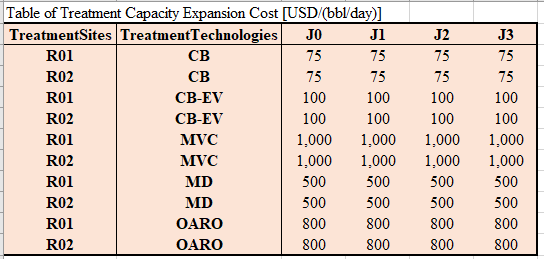 Table of Treatment Capacity Expansion Cost [USD/(bbl/day)]
TreatmentSites TreatmentTechnologies J0 J1 J2 J3
R01 CB 75 75 75 75
R02 CB 75 75 75 75
R01 CB-EV 100 100 100 100
R02 CB-EV 100 100 100 100
R01 MVC 1,000 1,000 1,000 1,000
R02 MVC 1,000 1,000 1,000 1,000
R01 MD 500 500 500 500
R02 MD 500 500 500 500
R01 OARO 800 800 800 800
R02 OARO 800 800 800 800